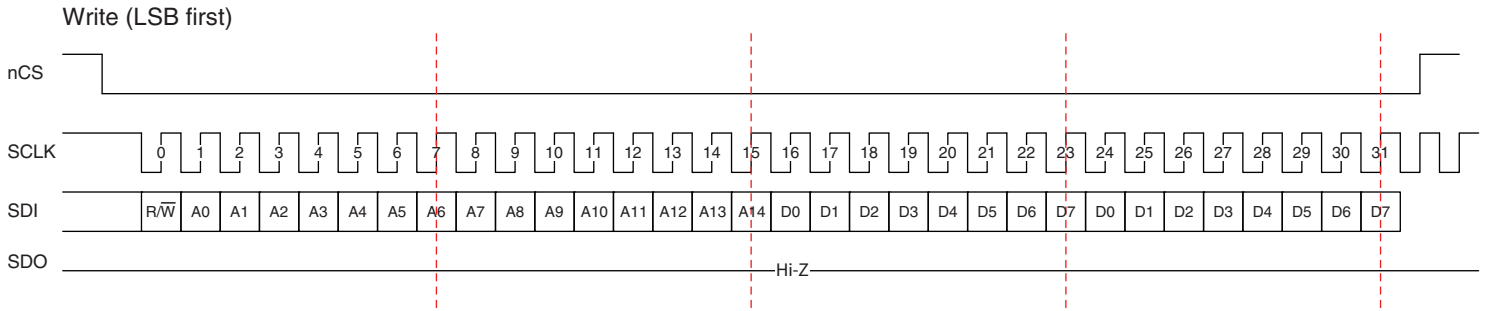 Write (LSB first)
nCS
SCLK 0 1 2 3 4 5 6 7 8 9 10 11 12 13 14 15 16 17 18 19 20 21 22 23 24 25 26 27 28 29 30 31
SDI R/W̅ A0 A1 A2 A3 A4 A5 A6 A7 A8 A9 A10 A11 A12 A13 A14 D0 D1 D2 D3 D4 D5 D6 D7 D0 D1 D2 D3 D4 D5 D6 D7
SDO Hi-Z